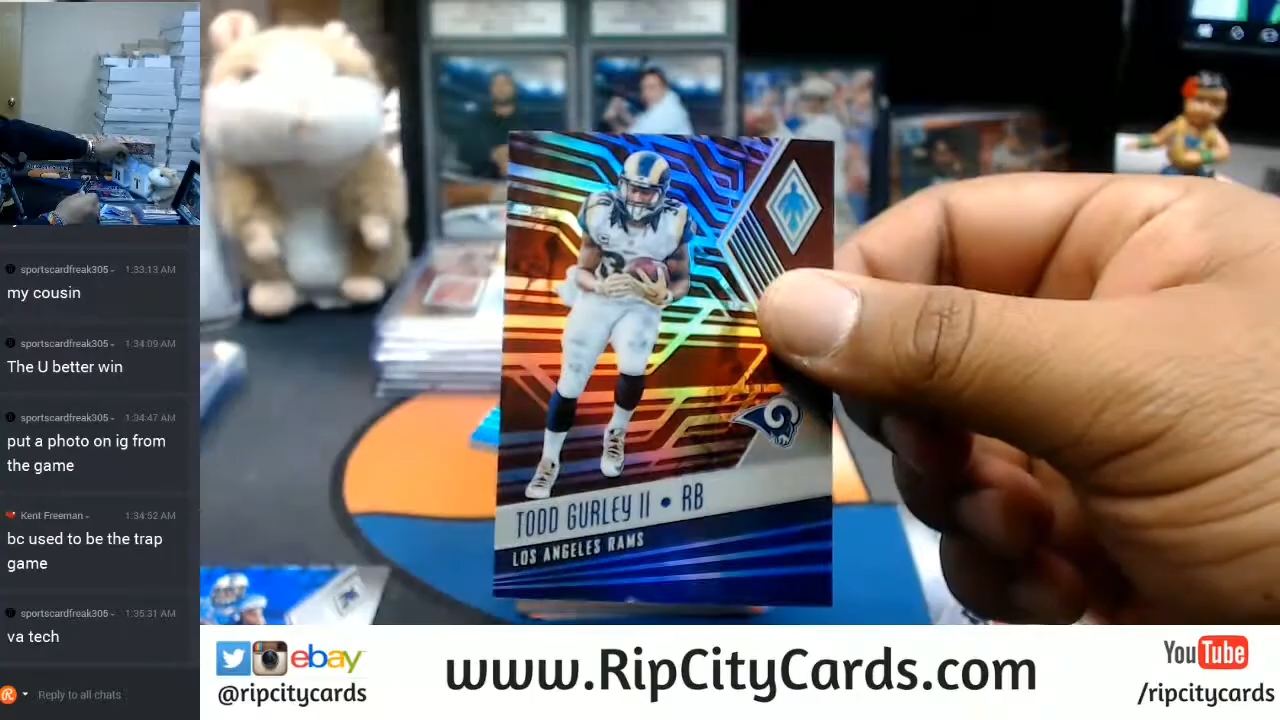 sportscardfreak305 - 1:33:13 AM
my cousin
sportscardfreak305 - 1:34:09 AM
The U better win
sportscardfreak305 - 1:34:47 AM
put a photo on ig from
the game
Kent Freeman - 1:34:52 AM
bc used to be the trap
game
sportscardfreak305 - 1:35:31 AM
va tech
Reply to all chats
TODD GURLEY II • RB
LOS ANGELES RAMS
ebay
@ripcitycards
www.RipCityCards.com
YouTube
/ripcitycards